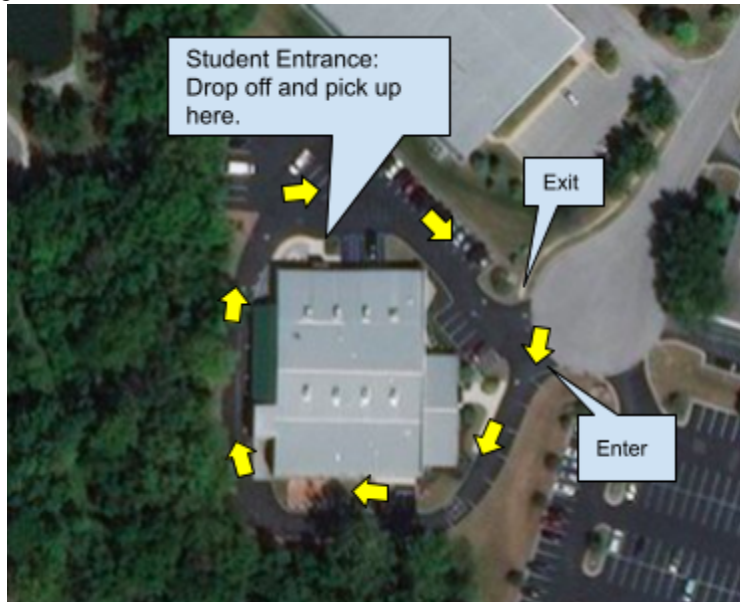 Student Entrance:
Drop off and pick up
here.
Exit
Enter